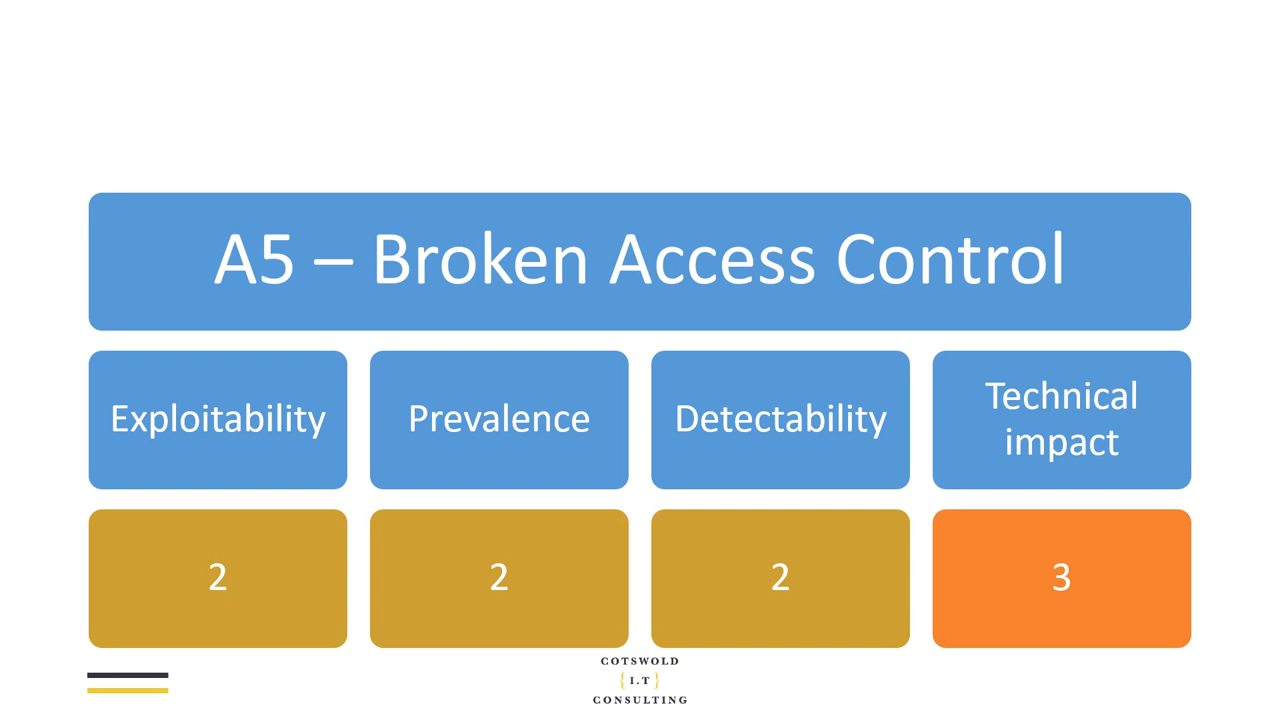 A5 – Broken Access Control
Exploitability
Prevalence
Detectability
Technical
impact
2
2
2
3
COTSWOLD
{ I.T }
CONSULTING